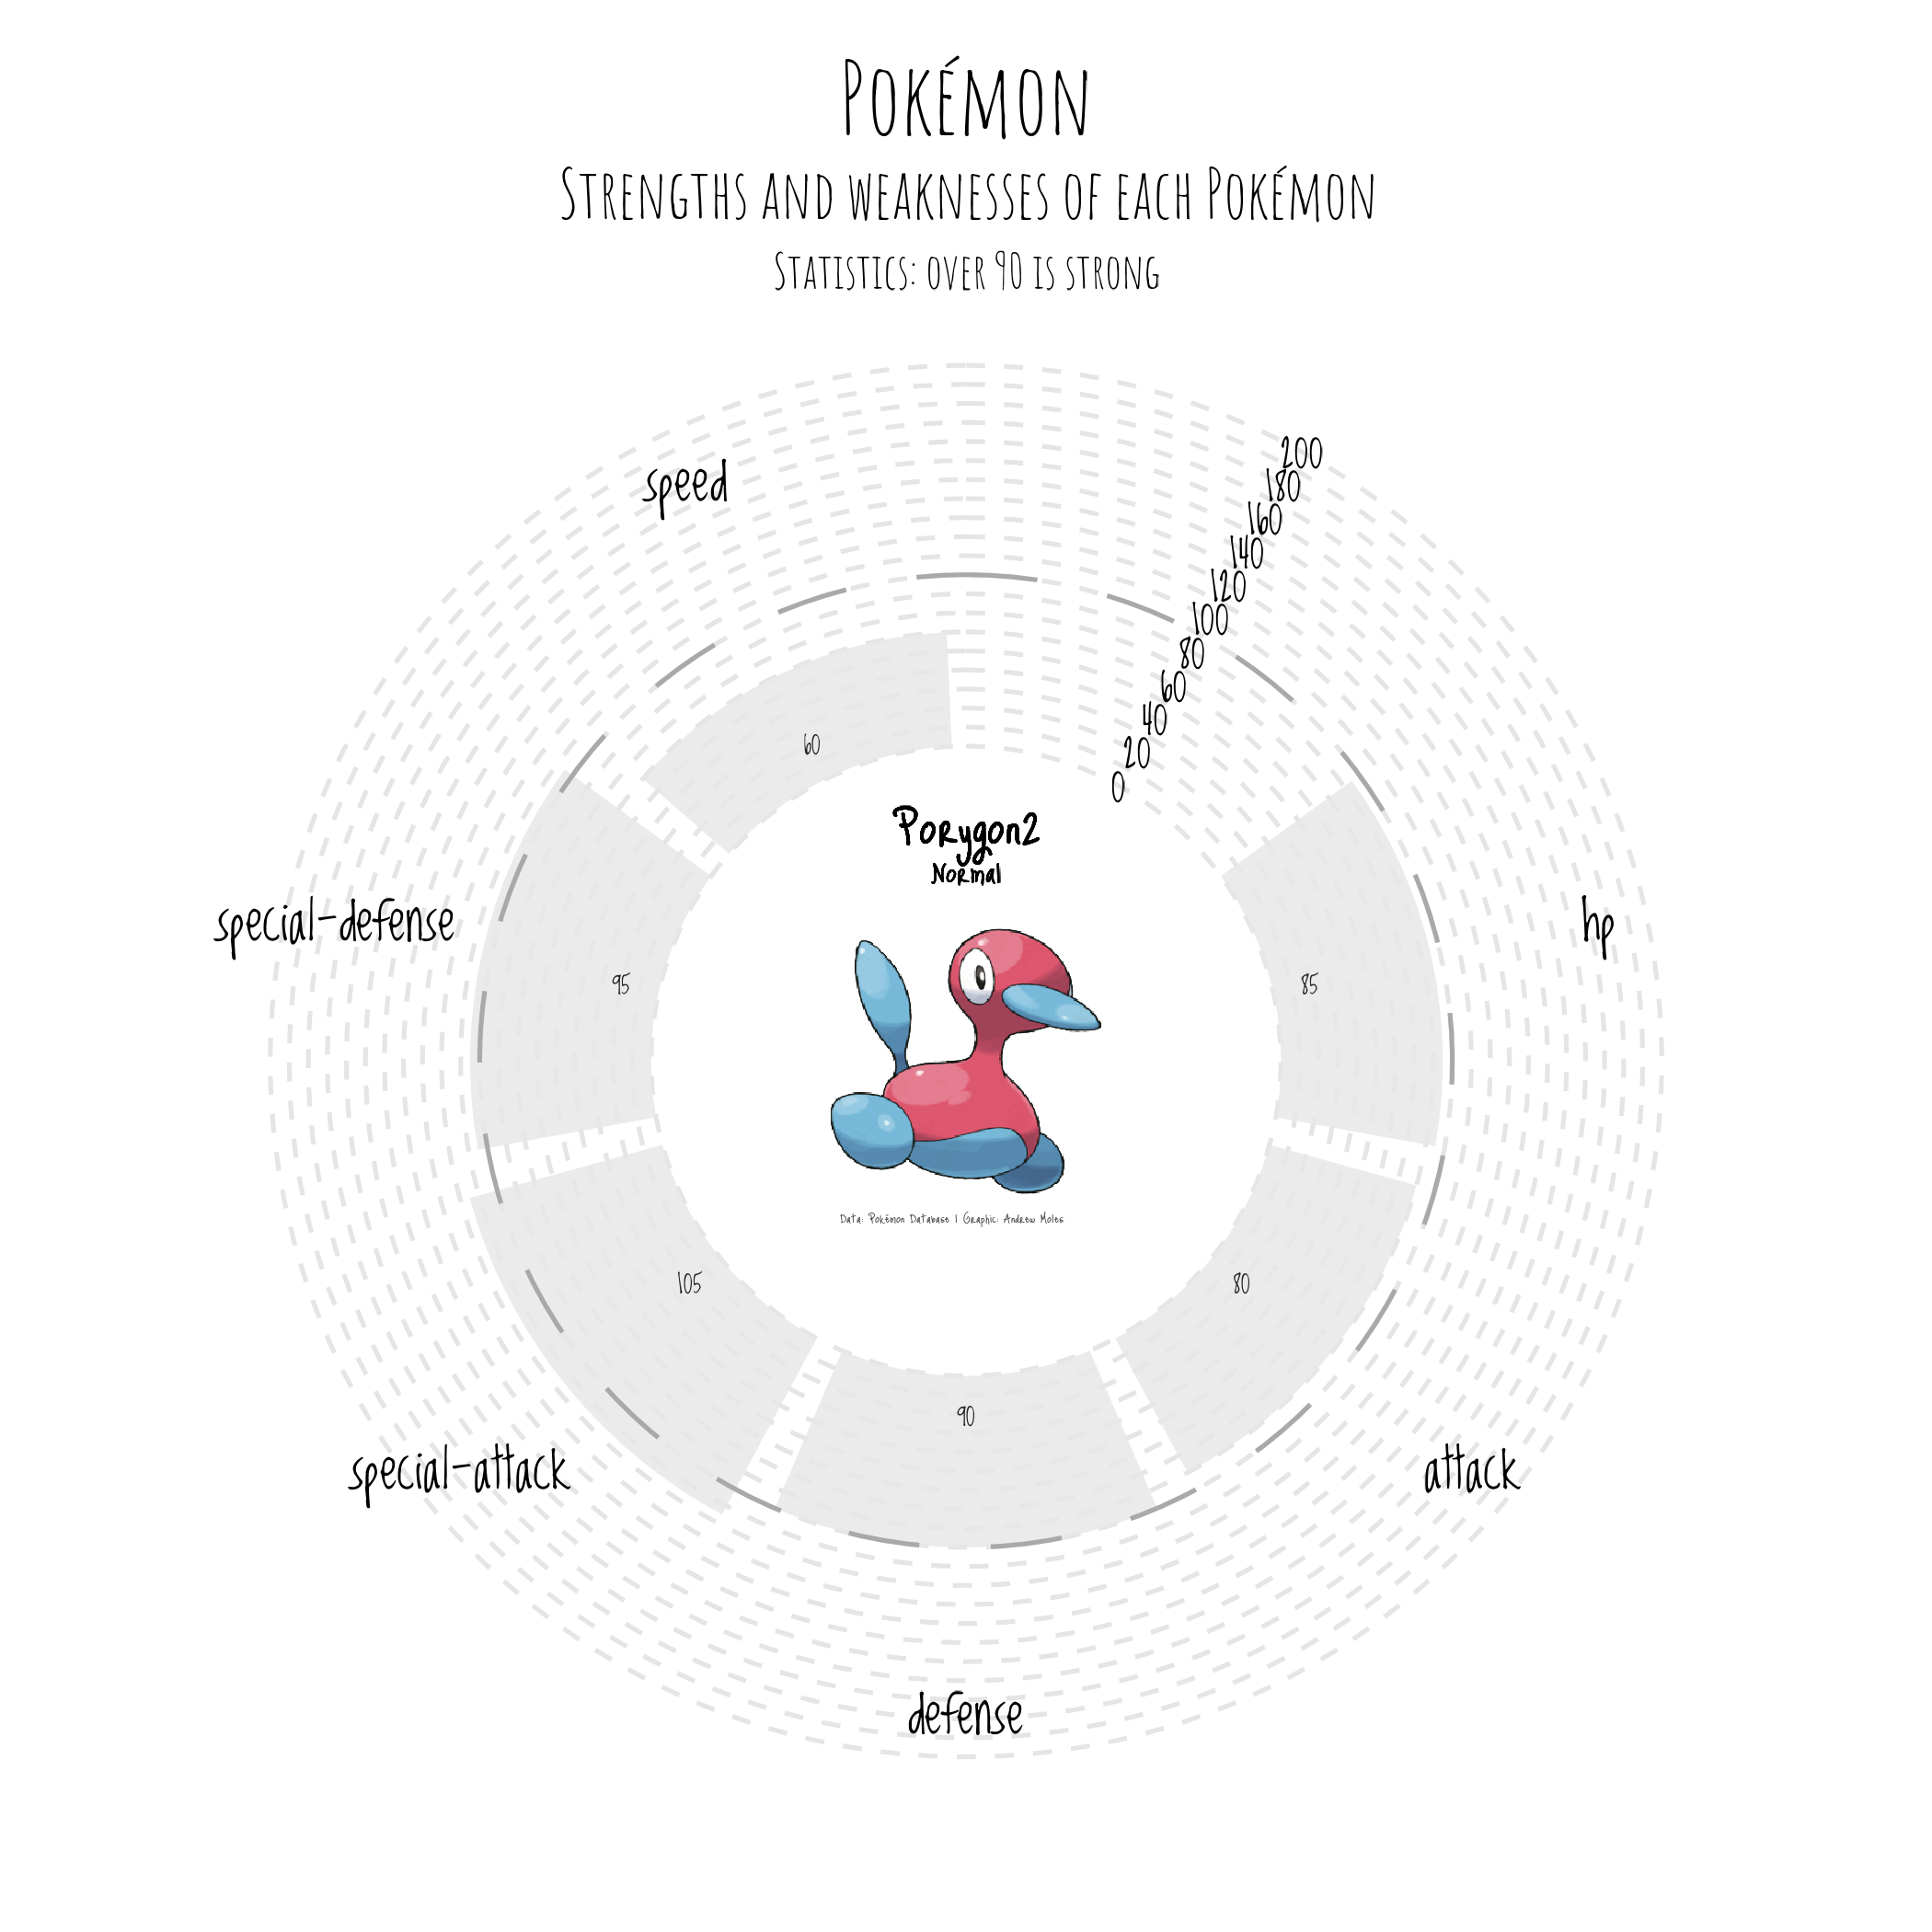 Pokémon
Strengths and weaknesses of each Pokémon
Statistics: over 90 is strong
200
180
160
140
120
100
80
60
40
20
0
speed
60
Porygon2
Normal
special-defense
95
85
hp
Data: Pokémon Database | Graphic: Andrew Moles
105
80
special-attack
90
attack
defense